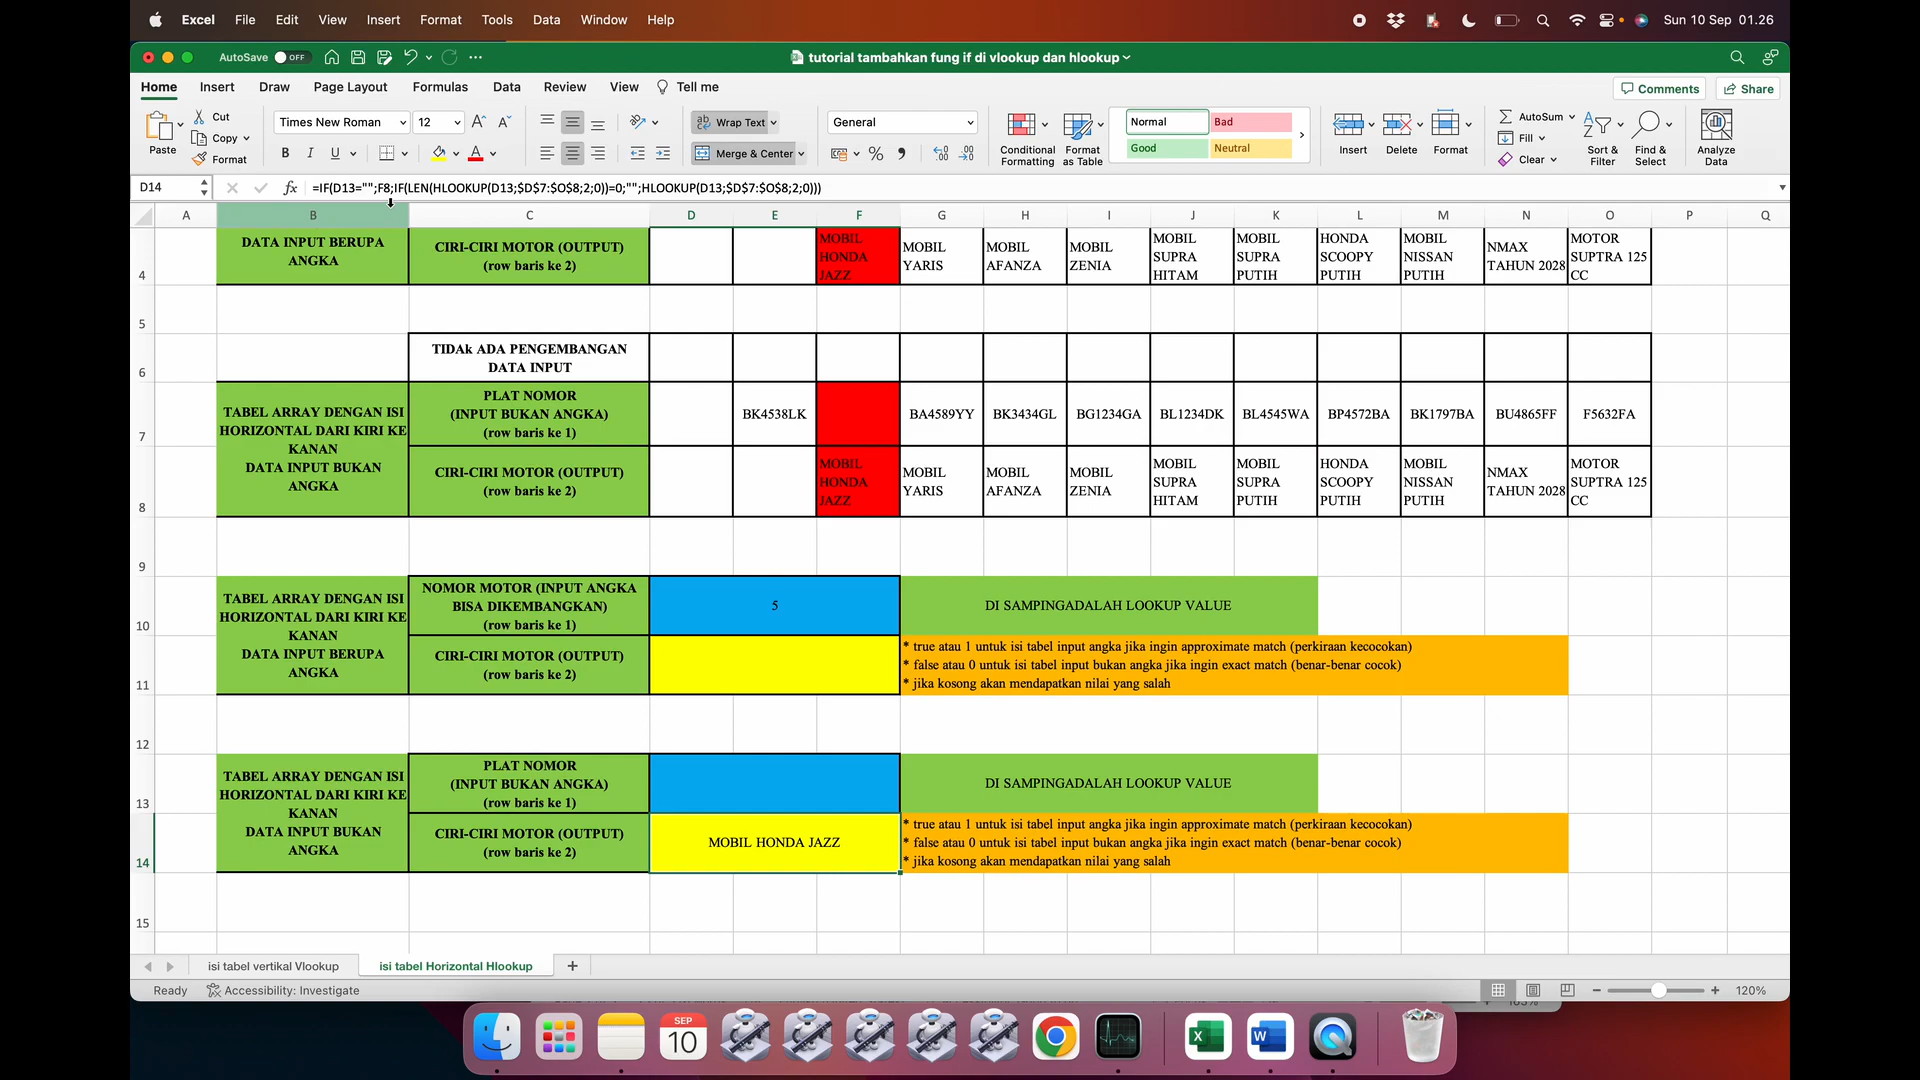 Excel File Edit View Insert Format Tools Data Window Help Sun 10 Sep 01.26
AutoSave OFF tutorial tambahkan fung if di vlookup dan hlookup
Home Insert Draw Page Layout Formulas Data Review View Tell me Comments Share
Paste Cut Copy Format
Times New Roman 12
B I U
Wrap Text
Merge & Center
General
Conditional Formatting
Format as Table
Normal Bad
Good Neutral
Insert Delete Format
AutoSum Fill Clear
Sort & Filter
Find & Select
Analyze Data
D14 fx =IF(D13="";F8;IF(LEN(HLOOKUP(D13;$D$7:$O$8;2;0))=0;"";HLOOKUP(D13;$D$7:$O$8;2;0)))
A B C D E F G H I J K L M N O P Q
4
DATA INPUT BERUPA
ANGKA
CIRI-CIRI MOTOR (OUTPUT)
(row baris ke 2)
MOBIL
HONDA
JAZZ
MOBIL
YARIS
MOBIL
AFANZA
MOBIL
ZENIA
MOBIL
SUPRA
HITAM
MOBIL
SUPRA
PUTIH
HONDA
SCOOPY
PUTIH
MOBIL
NISSAN
PUTIH
NMAX
TAHUN 2028
MOTOR
SUPTRA 125
CC
5
6
TIDAk ADA PENGEMBANGAN
DATA INPUT
7
TABEL ARRAY DENGAN ISI
HORIZONTAL DARI KIRI KE
KANAN
DATA INPUT BUKAN
ANGKA
PLAT NOMOR
(INPUT BUKAN ANGKA)
(row baris ke 1)
BK4538LK BA4589YY BK3434GL BG1234GA BL1234DK BL4545WA BP4572BA BK1797BA BU4865FF F5632FA
8
CIRI-CIRI MOTOR (OUTPUT)
(row baris ke 2)
MOBIL
HONDA
JAZZ
MOBIL
YARIS
MOBIL
AFANZA
MOBIL
ZENIA
MOBIL
SUPRA
HITAM
MOBIL
SUPRA
PUTIH
HONDA
SCOOPY
PUTIH
MOBIL
NISSAN
PUTIH
NMAX
TAHUN 2028
MOTOR
SUPTRA 125
CC
9
10
TABEL ARRAY DENGAN ISI
HORIZONTAL DARI KIRI KE
KANAN
DATA INPUT BERUPA
ANGKA
NOMOR MOTOR (INPUT ANGKA
BISA DIKEMBANGKAN)
(row baris ke 1)
5
DI SAMPINGADALAH LOOKUP VALUE
11
CIRI-CIRI MOTOR (OUTPUT)
(row baris ke 2)
* true atau 1 untuk isi tabel input angka jika ingin approximate match (perkiraan kecocokan)
* false atau 0 untuk isi tabel input bukan angka jika ingin exact match (benar-benar cocok)
* jika kosong akan mendapatkan nilai yang salah
12
13
TABEL ARRAY DENGAN ISI
HORIZONTAL DARI KIRI KE
KANAN
DATA INPUT BUKAN
ANGKA
PLAT NOMOR
(INPUT BUKAN ANGKA)
(row baris ke 1)
DI SAMPINGADALAH LOOKUP VALUE
14
CIRI-CIRI MOTOR (OUTPUT)
(row baris ke 2)
MOBIL HONDA JAZZ
* true atau 1 untuk isi tabel input angka jika ingin approximate match (perkiraan kecocokan)
* false atau 0 untuk isi tabel input bukan angka jika ingin exact match (benar-benar cocok)
* jika kosong akan mendapatkan nilai yang salah
15
isi tabel vertikal Vlookup isi tabel Horizontal Hlookup
Ready Accessibility: Investigate 120%
SEP
10